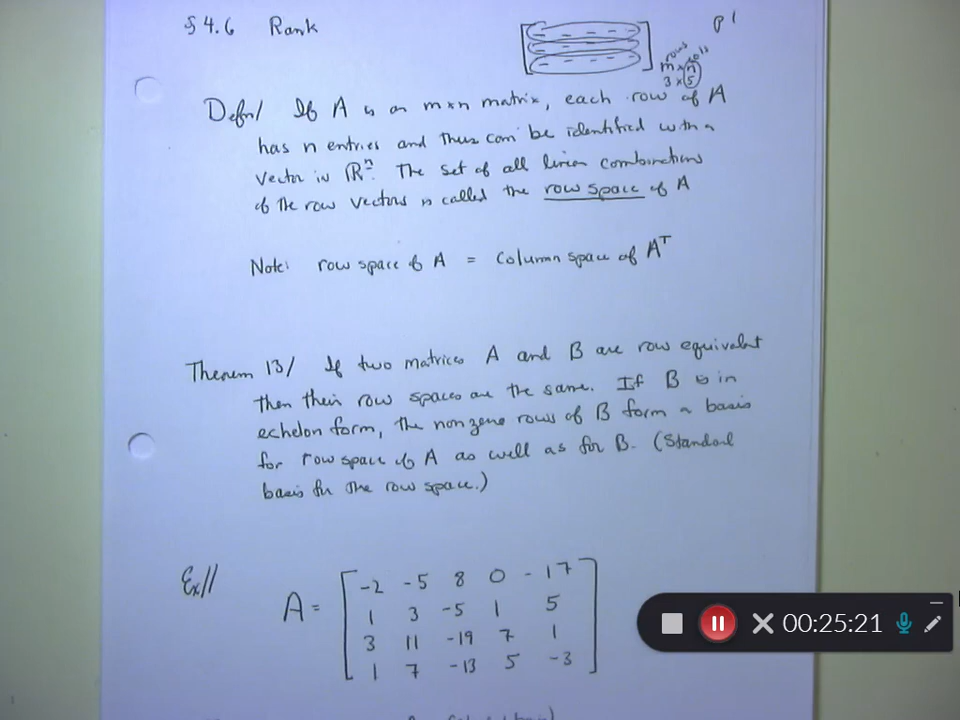 § 4.6 Rank
P 1
rows cols
m × n
3 × 5
Defn/ If A is an m×n matrix, each row of A
has n entries and thus can be identified with a
vector in ℝⁿ. The set of all linear combinations
of the row vectors is called the row space of A
Note: row space of A = column space of Aᵀ
Theorem 13/ If two matrices A and B are row equivalent
then their row spaces are the same. If B is in
echelon form, the nonzero rows of B form a basis
for row space of A as well as for B. (Standard
basis for the row space.)
Ex//
A =
-2 -5 8 0 -17
1 3 -5 1 5
3 11 -19 7 1
1 7 -13 5 -3
00:25:21